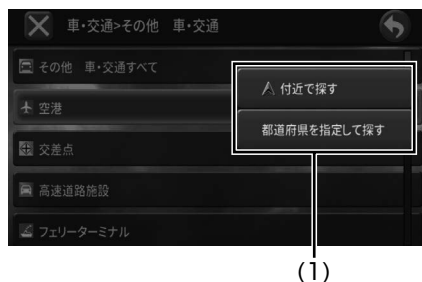 車・交通>その他　車・交通
その他　車・交通すべて
付近で探す
空港
都道府県を指定して探す
交差点
高速道路施設
フェリーターミナル
(1)